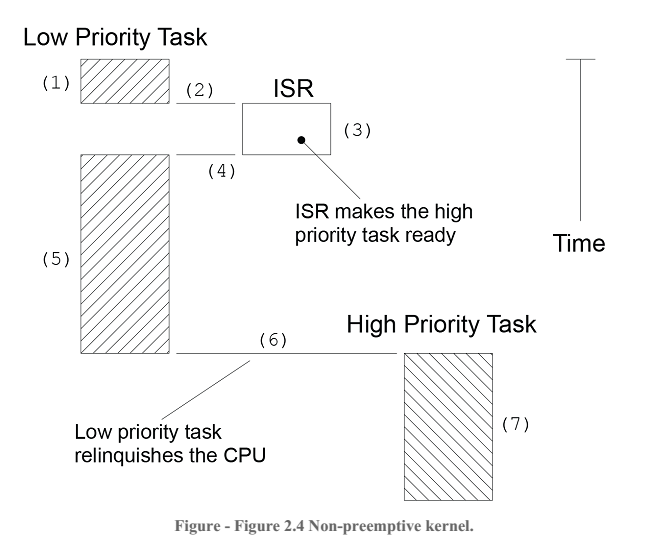 Low Priority Task
(1)
(2)
ISR
(3)
(4)
ISR makes the high
priority task ready
Time
(5)
High Priority Task
(6)
Low priority task
relinquishes the CPU
(7)
Figure - Figure 2.4 Non-preemptive kernel.